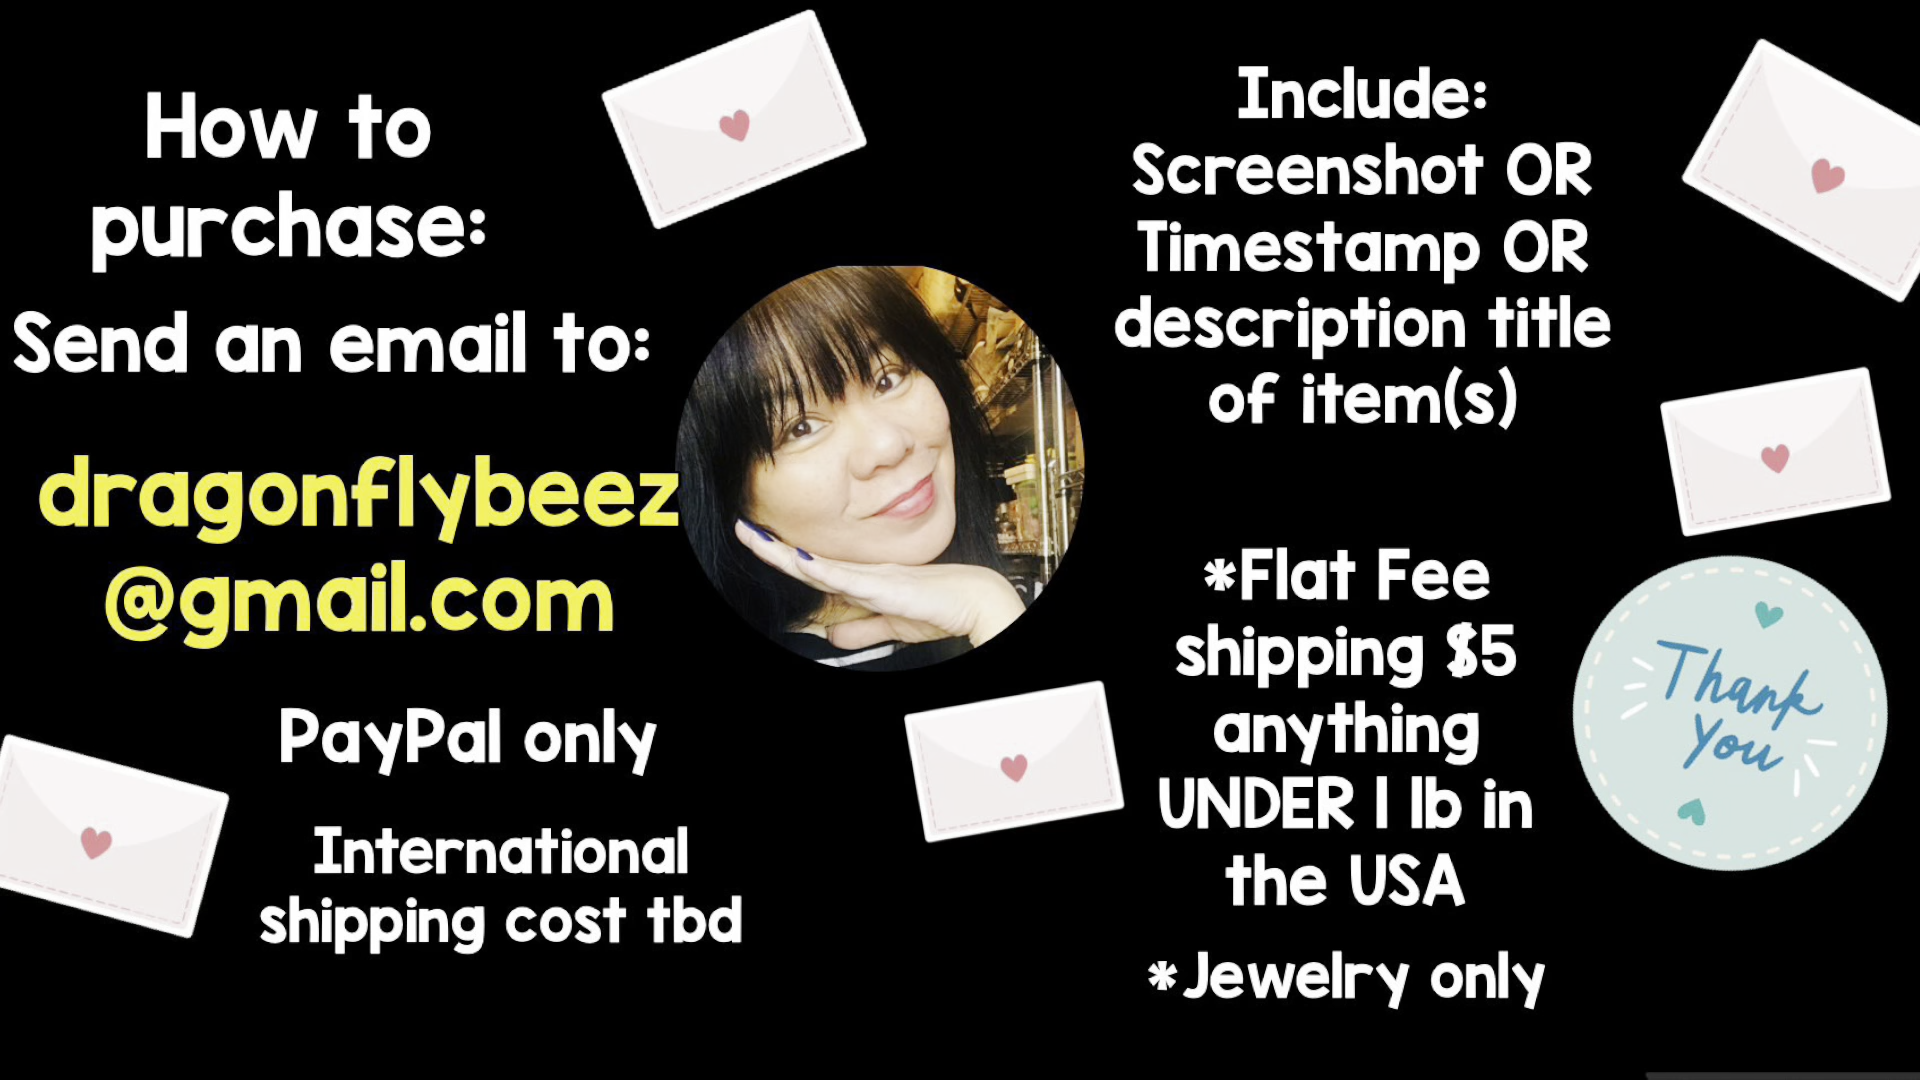 How to
purchase:
Send an email to:
dragonflybeez
@gmail.com
PayPal only
International
shipping cost tbd
Include:
Screenshot OR
Timestamp OR
description title
of item(s)
*Flat Fee
shipping $5
anything
UNDER 1 lb in
the USA
*Jewelry only
Thank
You